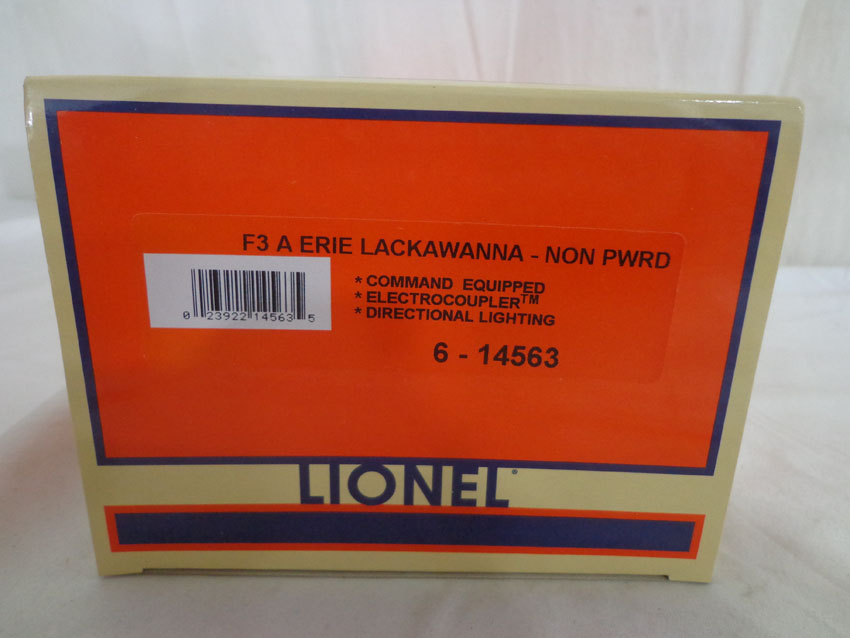 F3 A ERIE LACKAWANNA - NON PWRD
* COMMAND EQUIPPED
* ELECTROCOUPLER™
* DIRECTIONAL LIGHTING
0 23922 14563 5
6 - 14563
LIONEL